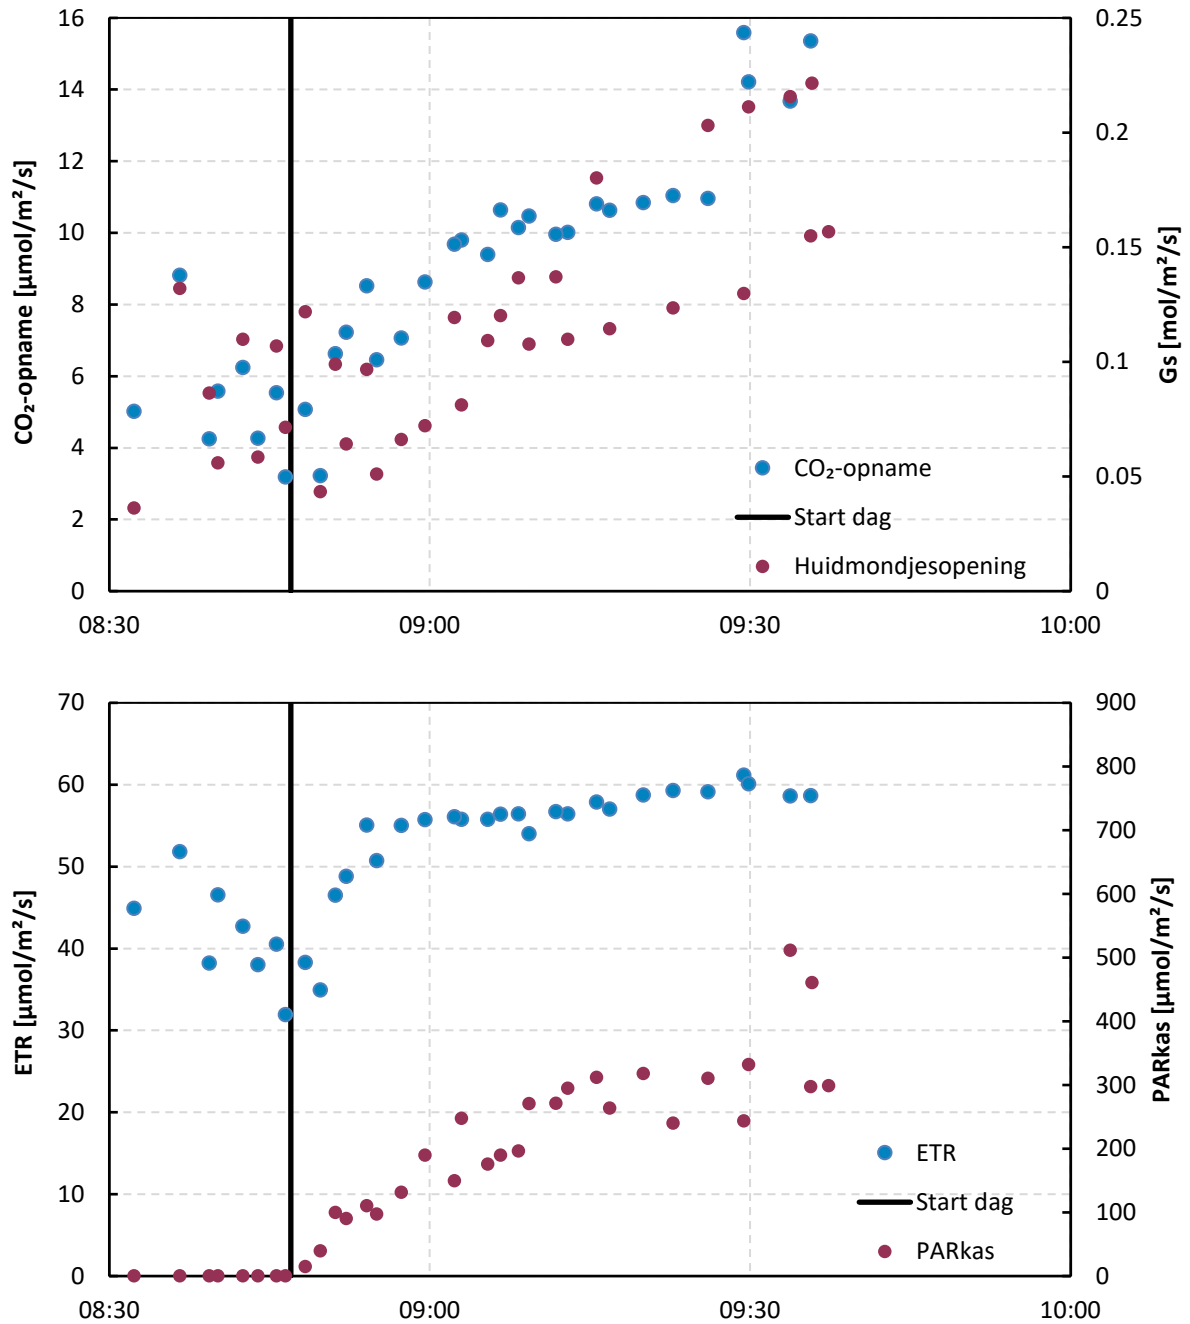 16
14
12
10
8
6
4
2
0
CO₂-opname [µmol/m²/s]
0.25
0.2
0.15
0.1
0.05
0
Gs [mol/m²/s]
CO₂-opname
Start dag
Huidmondjesopening
08:30 09:00 09:30 10:00
70
60
50
40
30
20
10
0
ETR [µmol/m²/s]
900
800
700
600
500
400
300
200
100
0
PARkas [µmol/m²/s]
ETR
Start dag
PARkas
08:30 09:00 09:30 10:00